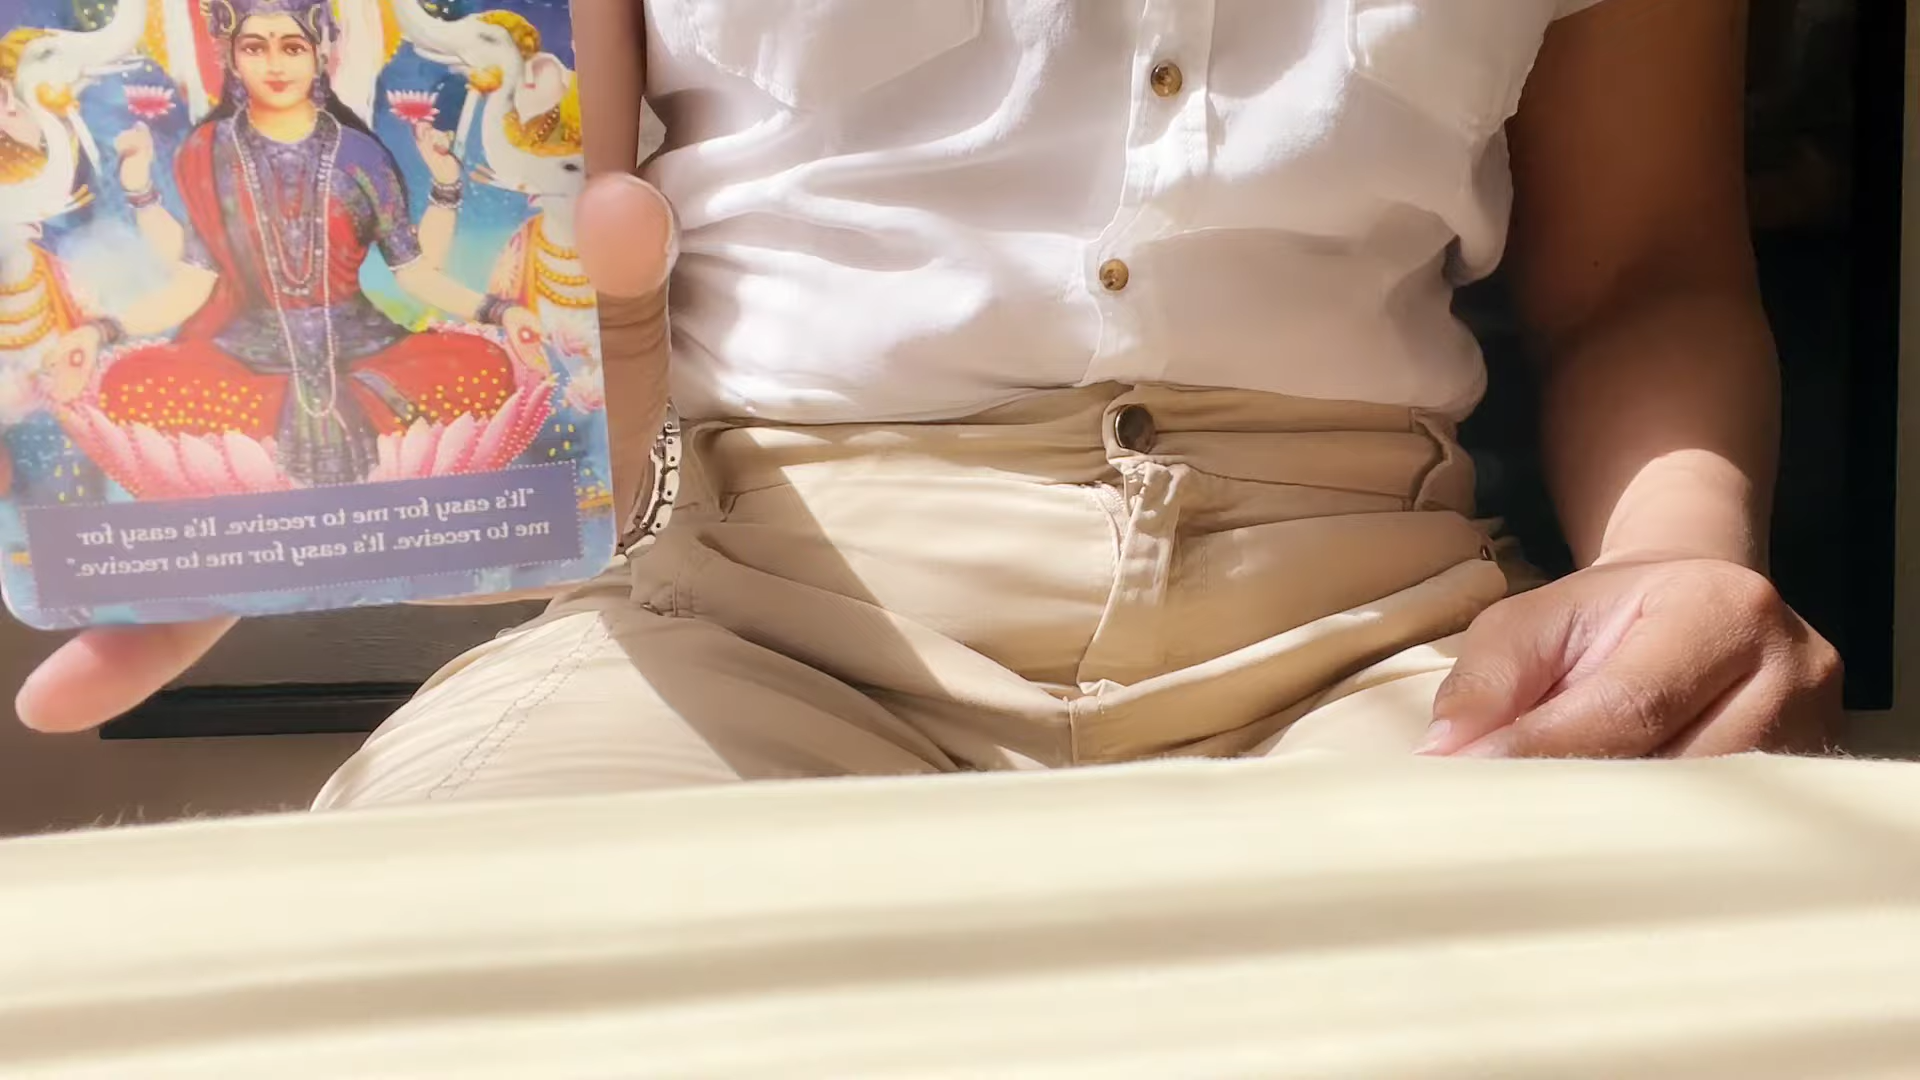 "It's easy for me to receive. It's easy for
me to receive. It's easy for me to receive."